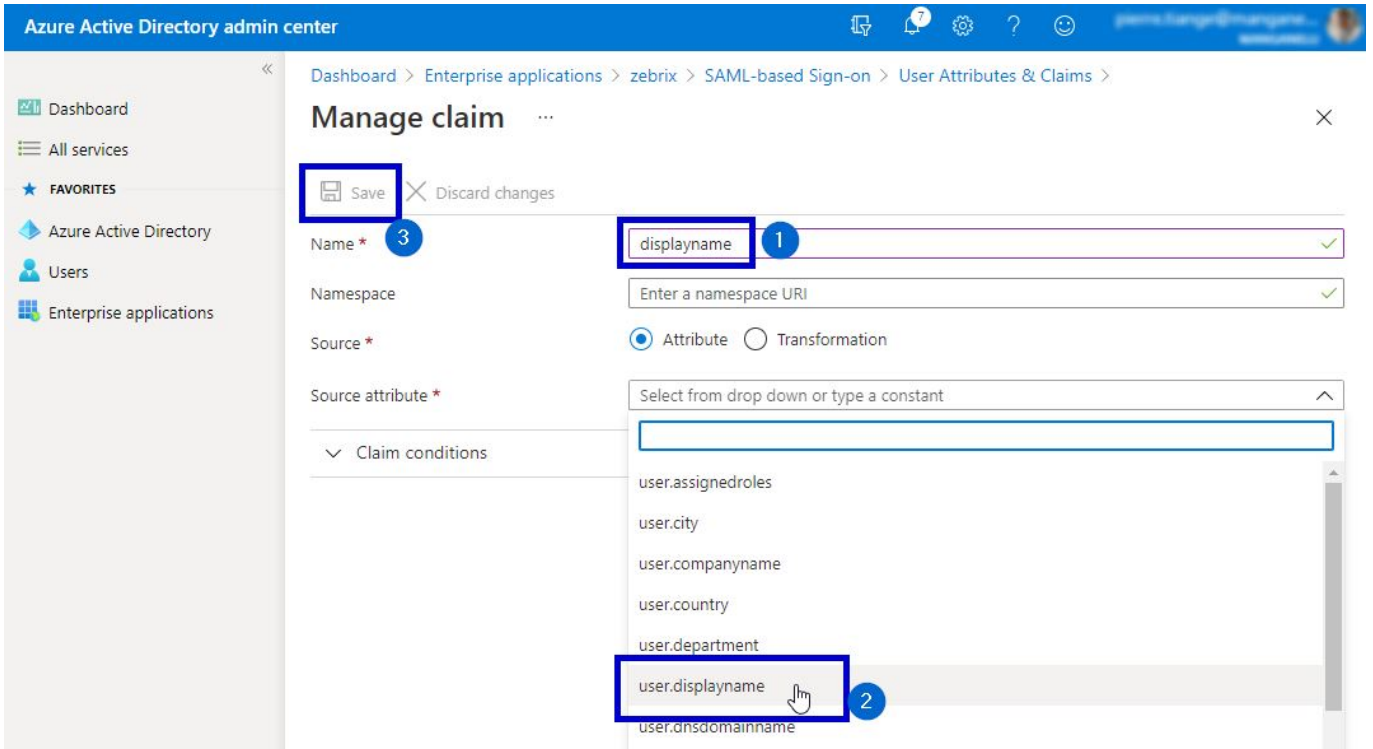 Azure Active Directory admin center
7
Dashboard > Enterprise applications > zebrix > SAML-based Sign-on > User Attributes & Claims >
Manage claim ...
Dashboard
All services
FAVORITES
Azure Active Directory
Users
Enterprise applications
Save
Discard changes
3
Name *
displayname
1
Namespace
Enter a namespace URI
Source *
Attribute
Transformation
Source attribute *
Select from drop down or type a constant
Claim conditions
user.assignedroles
user.city
user.companyname
user.country
user.department
user.displayname
2
user.dnsdomainname